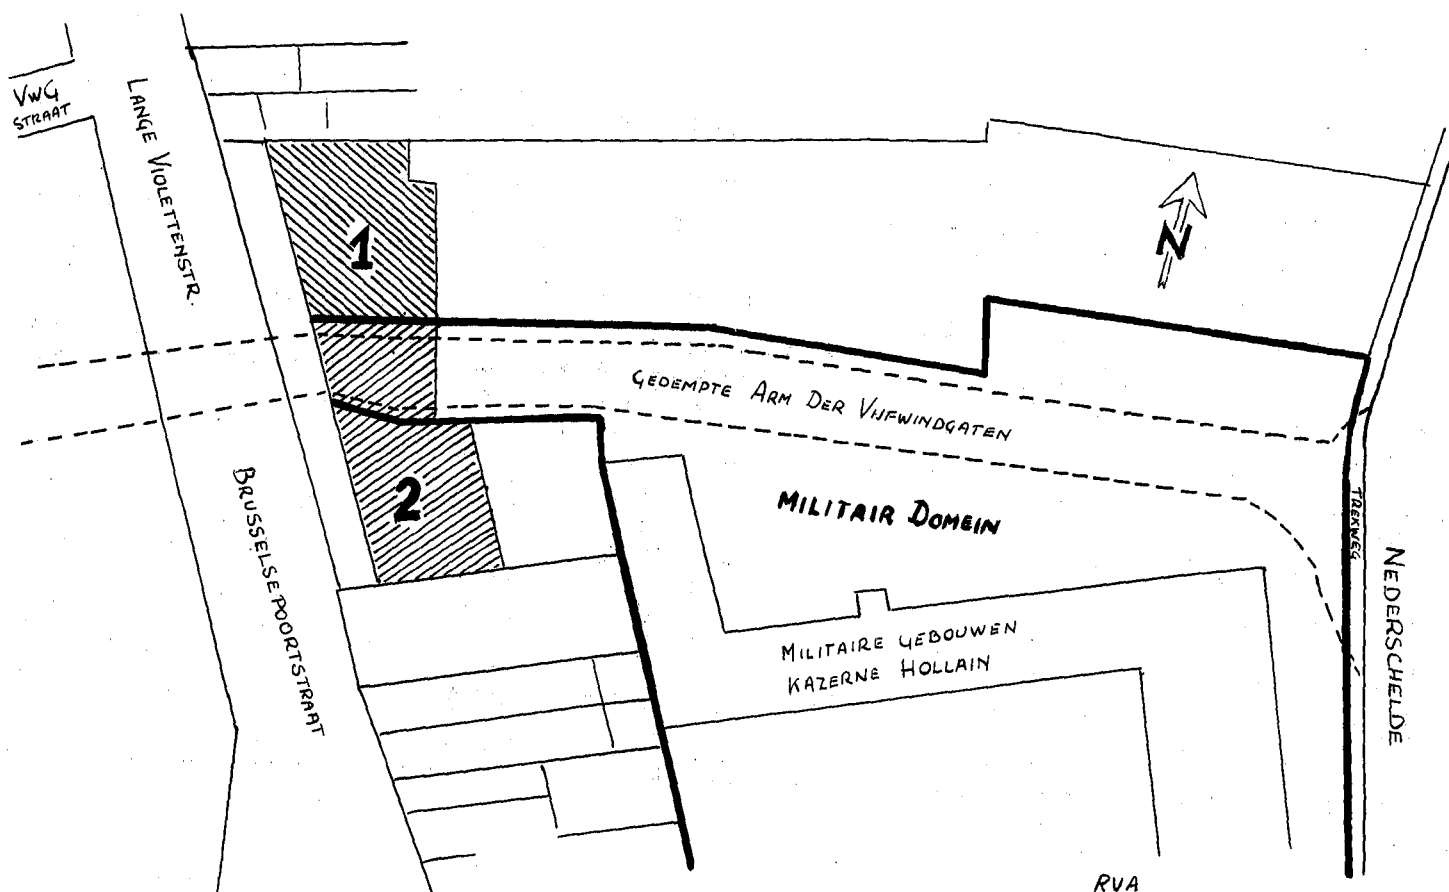 VWG
STRAAT
LANGE VIOLETTENSTR.
1
N
GEDEMPTE ARM DER VIJFWINDGATEN
2
MILITAIR DOMEIN
TREKWEG
BRUSSELSEPOORTSTRAAT
NEDERSCHELDE
MILITAIRE GEBOUWEN
KAZERNE HOLLAIN
RVA